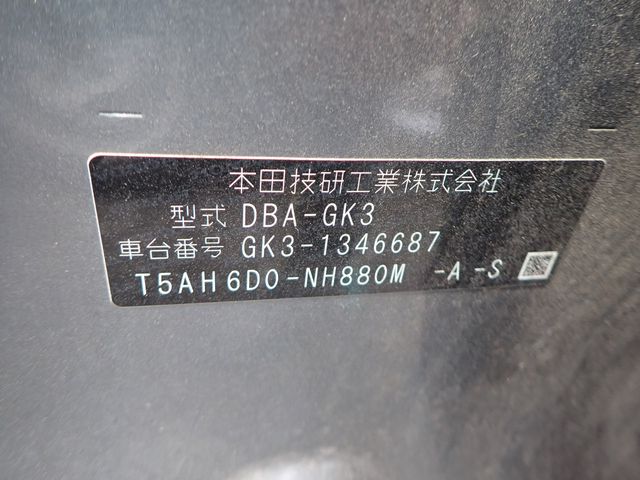 本田技研工業株式会社
型式 DBA-GK3
車台番号 GK3-1346687
T5AH6D0-NH880M -A -S